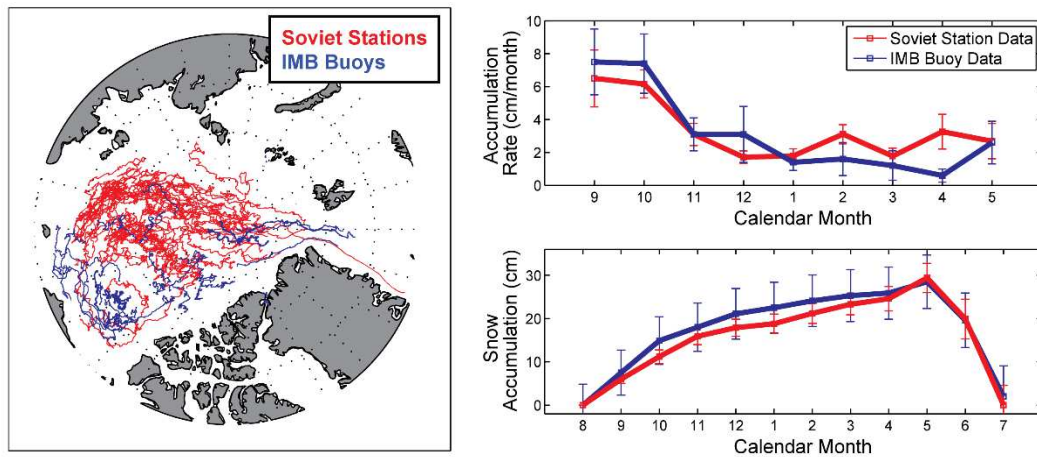 Soviet Stations
IMB Buoys
Accumulation
Rate (cm/month)
10
8
6
4
2
0
Soviet Station Data
IMB Buoy Data
9 10 11 12 1 2 3 4 5
Calendar Month
Snow
Accumulation (cm)
30
20
10
0
8 9 10 11 12 1 2 3 4 5 6 7
Calendar Month